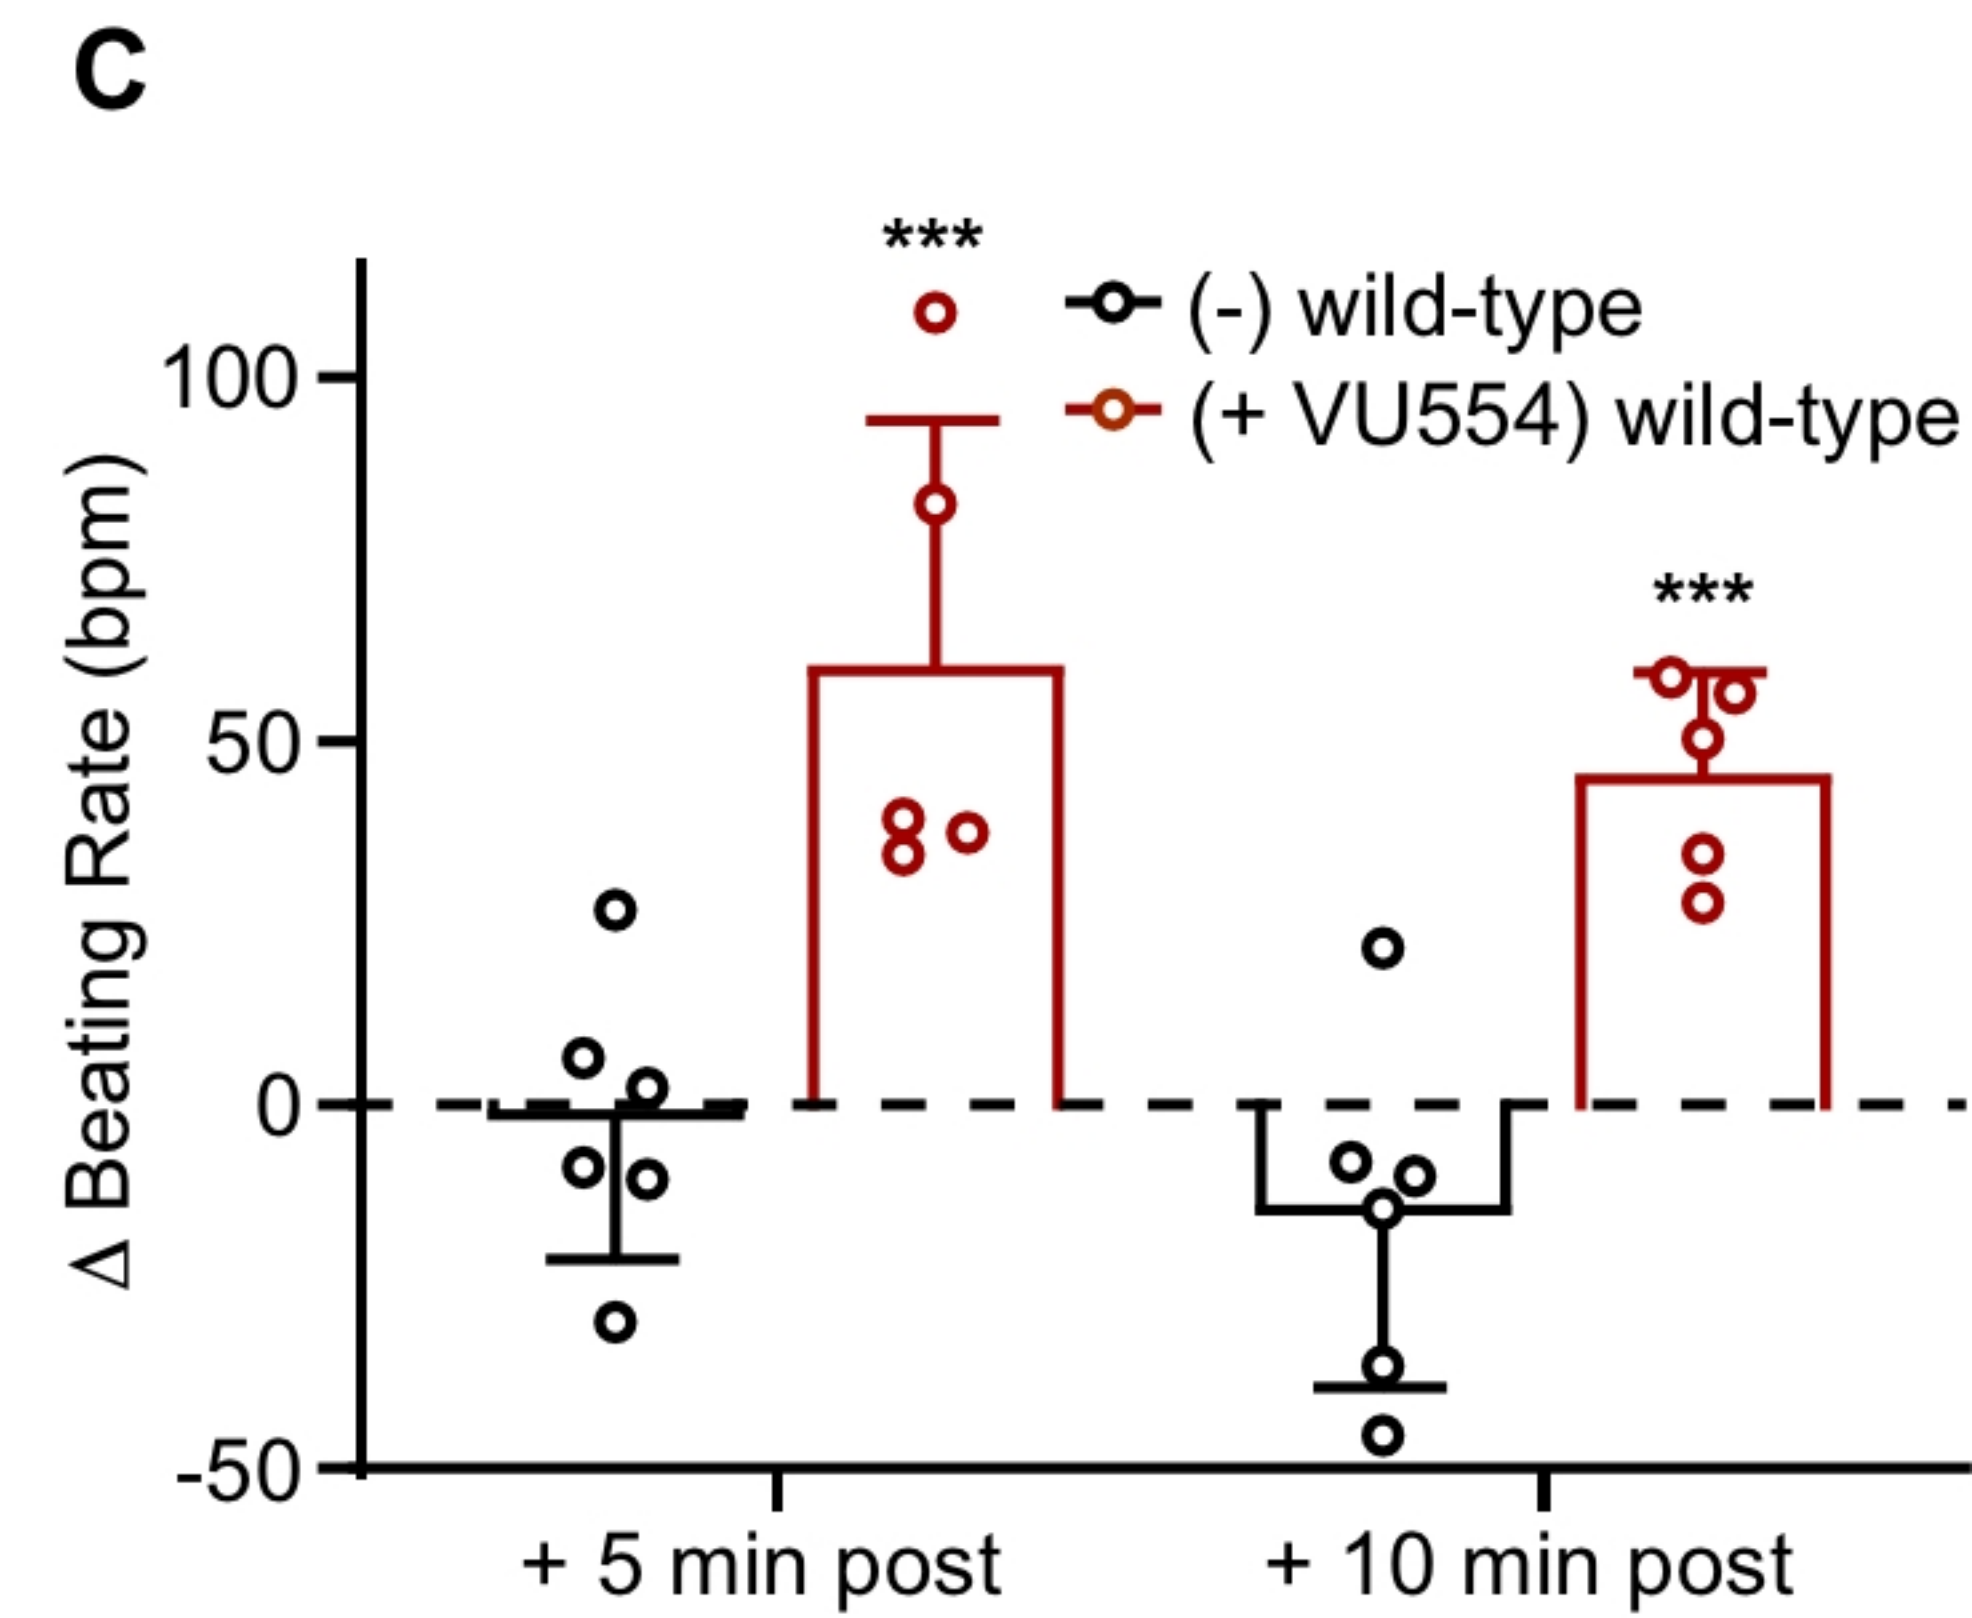 C
***
(-) wild-type
(+ VU554) wild-type
***
100
50
0
-50
Δ Beating Rate (bpm)
+ 5 min post
+ 10 min post